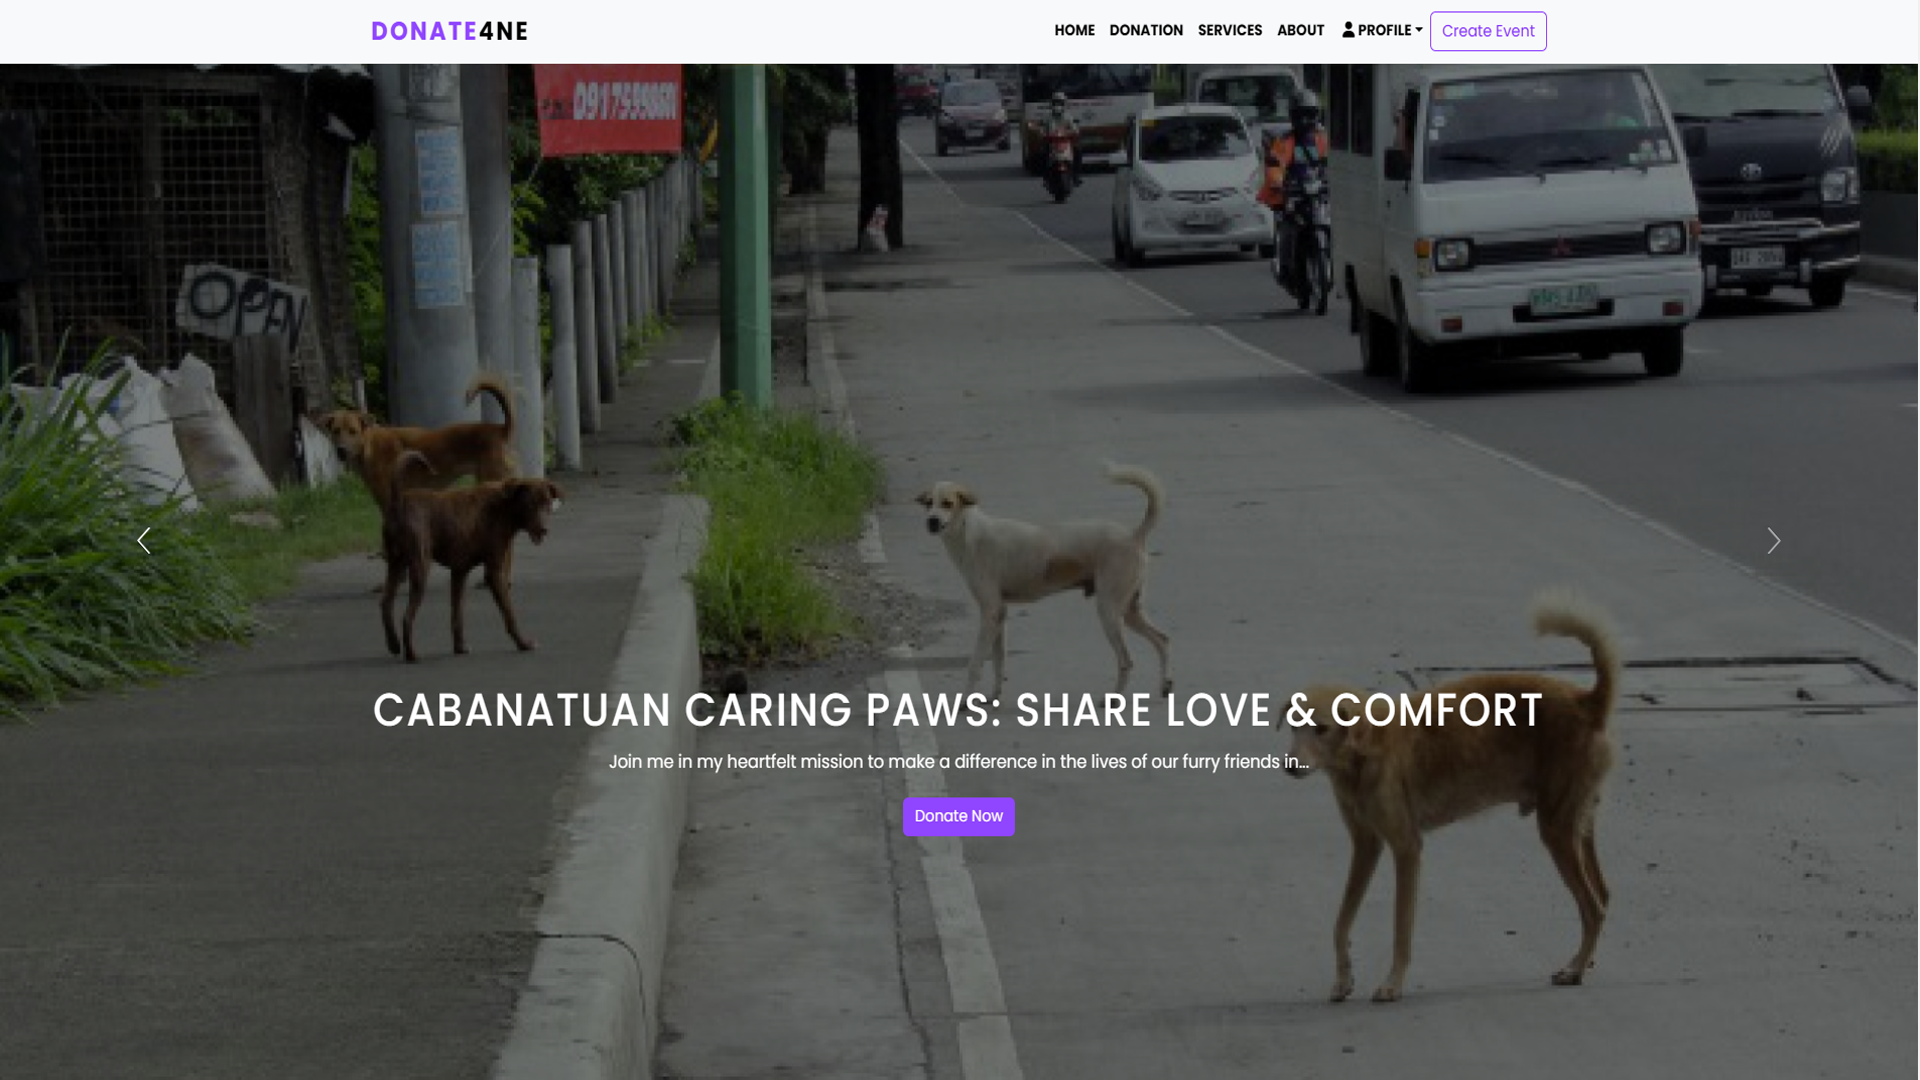 DONATE4NE
HOME DONATION SERVICES ABOUT PROFILE Create Event
OPEN
CABANATUAN CARING PAWS: SHARE LOVE & COMFORT
Join me in my heartfelt mission to make a difference in the lives of our furry friends in...
Donate Now